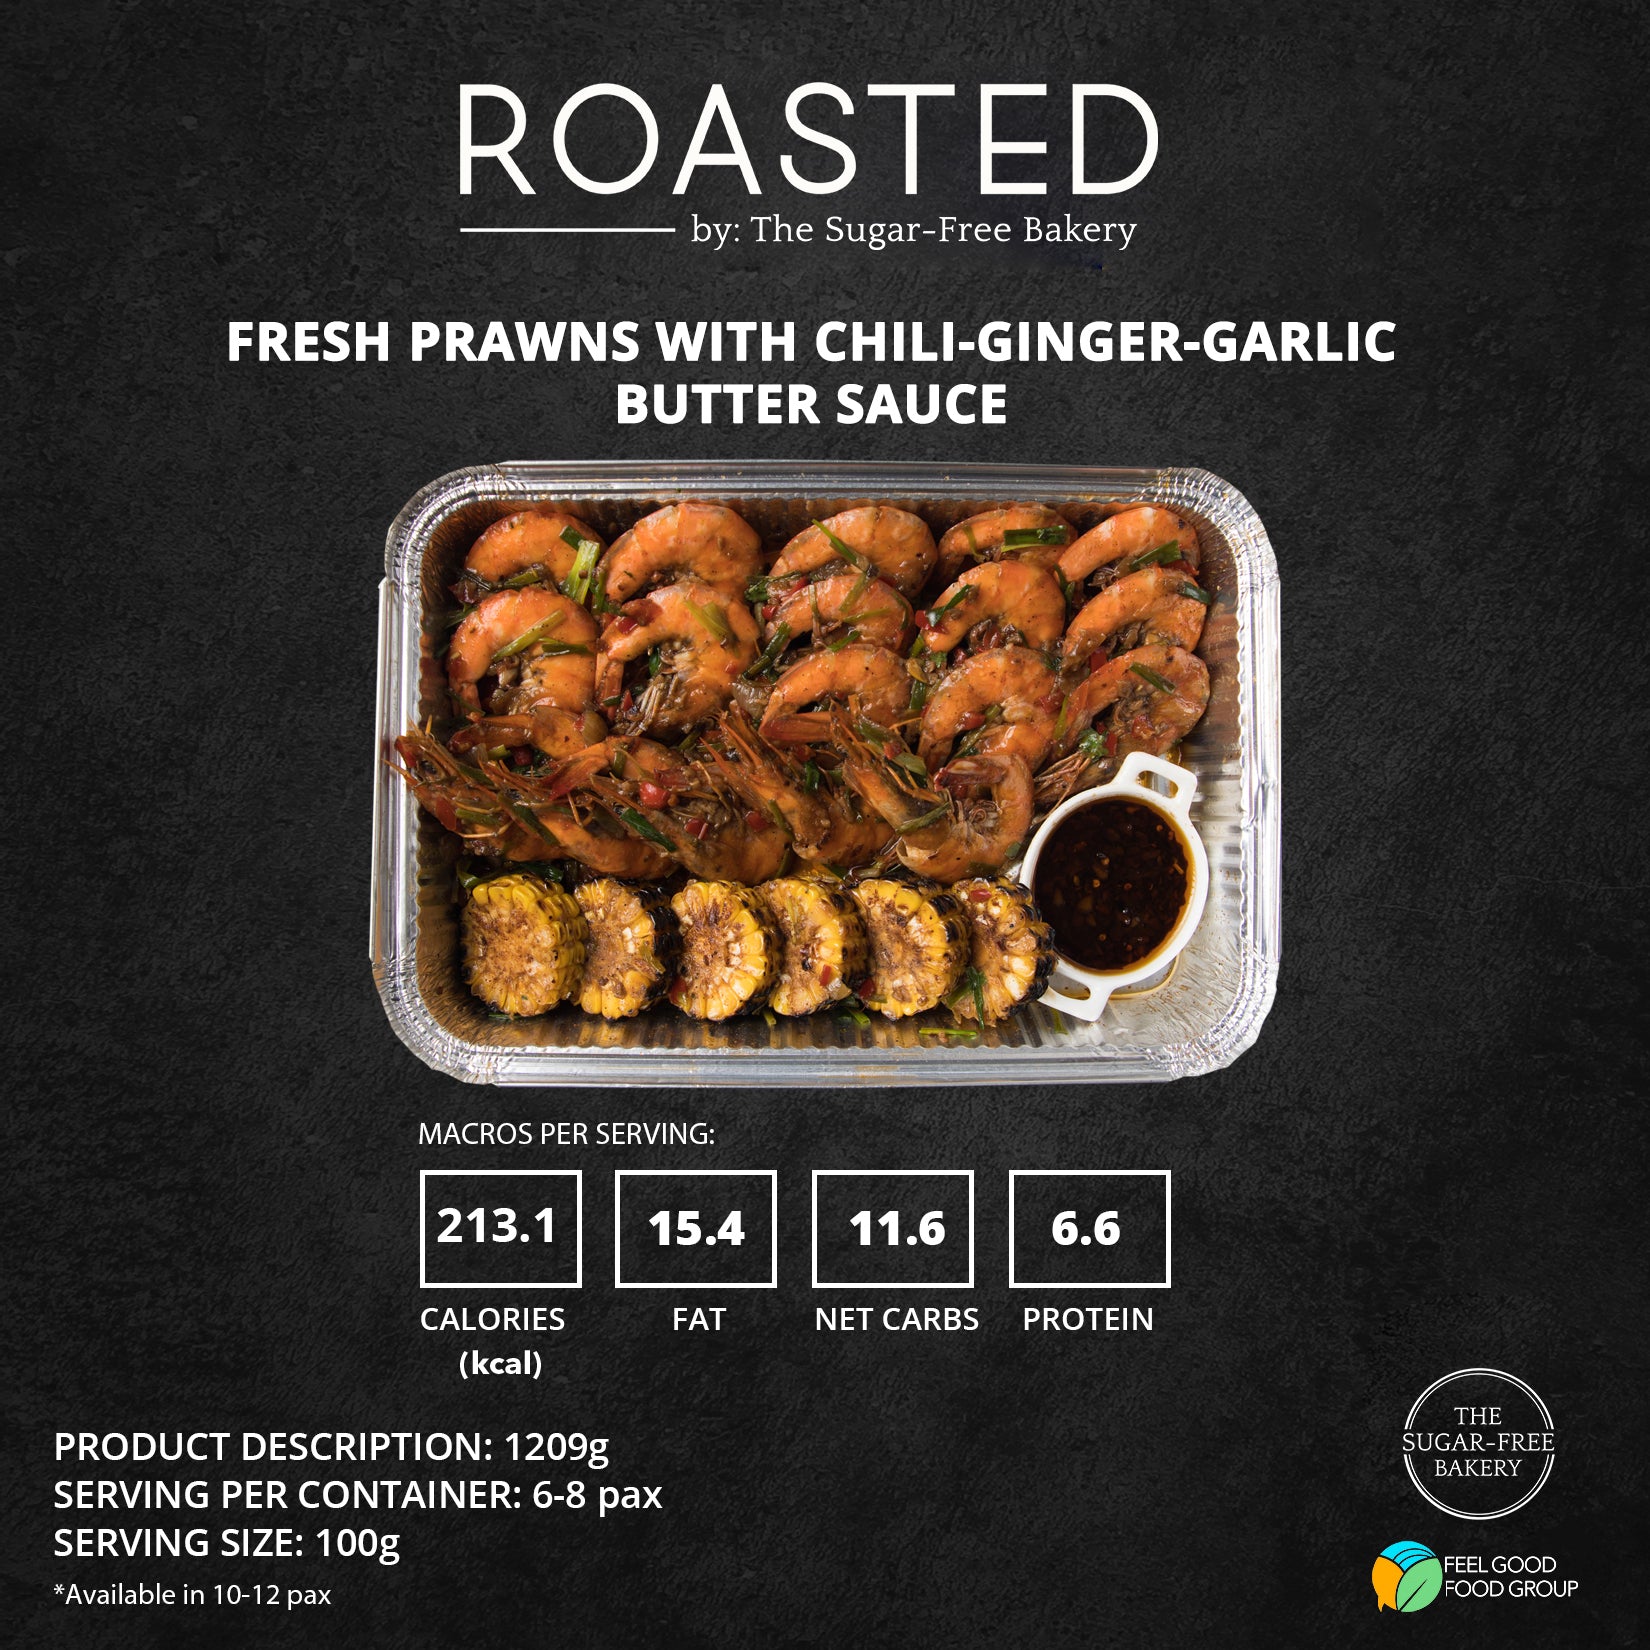 ROASTED
by: The Sugar-Free Bakery
FRESH PRAWNS WITH CHILI-GINGER-GARLIC
BUTTER SAUCE
MACROS PER SERVING:
213.1 15.4 11.6 6.6
CALORIES FAT NET CARBS PROTEIN
(kcal)
PRODUCT DESCRIPTION: 1209g
SERVING PER CONTAINER: 6-8 pax
SERVING SIZE: 100g
*Available in 10-12 pax
THE
SUGAR-FREE
BAKERY
FEEL GOOD
FOOD GROUP